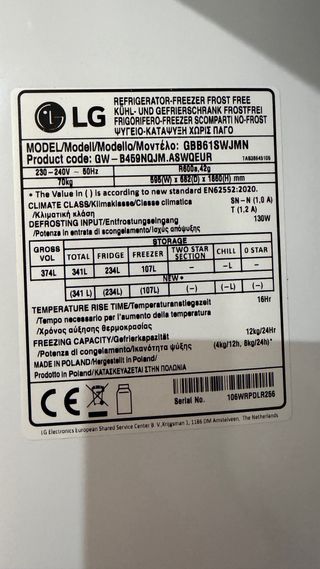 LG
REFRIGERATOR-FREEZER FROST FREE
KÜHL- UND GEFRIERSCHRANK FROSTFREI
FRIGORIFERO-FREEZER SCOMPARTI NO-FROST
ΨΥΓΕΙΟ-ΚΑΤΑΨΥΞΗ ΧΩΡΙΣ ΠΑΓΟ
MODEL/Modell/Modello/Μοντέλο: GBB61SWJMN
Product code: GW-B459NQJM.ASWQEUR
230-240V ~ 50Hz R600a,42g
70kg 595(W) x 682(D) x 1860(H) mm
* The Value in ( ) is according to new standard EN62552:2020.
CLIMATE CLASS/Klimaklasse/Classe climatica SN-N (1,0 A)
/Κλιματική κλάση T (1,2 A)
DEFROSTING INPUT/Entfrostungseingang 130W
/Potenza in entrata di scongelamento/Ισχύς απόψυξης
GROSS VOL STORAGE
TOTAL FRIDGE FREEZER TWO STAR SECTION CHILL 0 STAR
374L 341L 234L 107L – –L –
NEW *
(341 L) (234L) (107L) (–) (–L) (–)
TEMPERATURE RISE TIME/Temperaturanstiegszeit 16Hr
/Tempo necessario per l'aumento della temperatura
/Χρόνος αύξησης θερμοκρασίας
FREEZING CAPACITY/Gefrierkapazität 12kg/24Hr
/Potenza di congelamento/Ικανότητα ψύξης (4kg/12h, 8kg/24h)*
MADE IN POLAND/Hergestellt in Poland/
Prodotto in Poland/ΚΑΤΑΣΚΕΥΑΖΕΤΑΙ ΣΤΗΝ ΠΟΛΩΝΙΑ
CE
Serial No. 106WRPDLR256
LG Electronics European Shared Service Center B. V.,Krijgsman 1, 1186 DM Amstelveen, The Netherlands